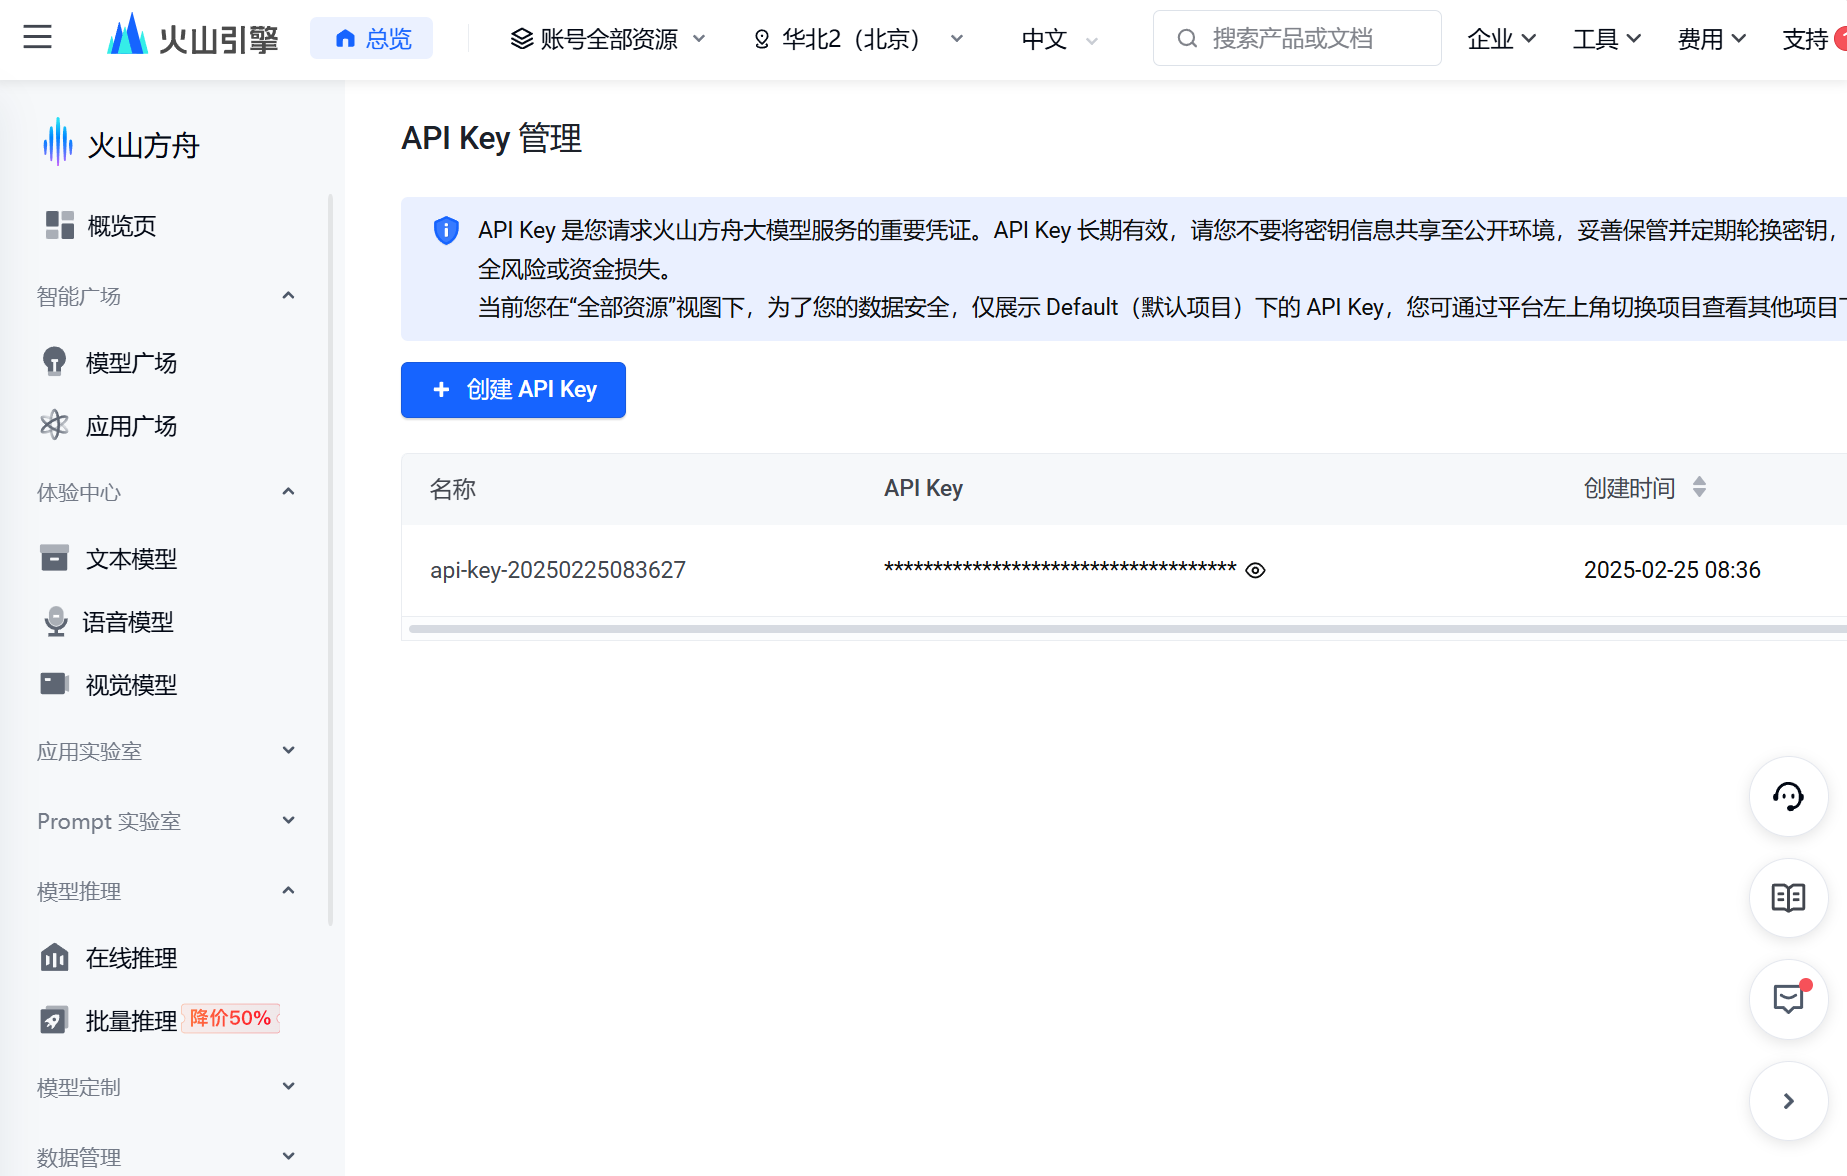 火山引擎
总览
账号全部资源
华北2（北京）
中文
搜索产品或文档
企业
工具
费用
支持
火山方舟
概览页
智能广场
模型广场
应用广场
体验中心
文本模型
语音模型
视觉模型
应用实验室
Prompt 实验室
模型推理
在线推理
批量推理 降价50%
模型定制
数据管理
API Key 管理
API Key 是您请求火山方舟大模型服务的重要凭证。API Key 长期有效，请您不要将密钥信息共享至公开环境，妥善保管并定期轮换密钥，
全风险或资金损失。
当前您在“全部资源”视图下，为了您的数据安全，仅展示 Default（默认项目）下的 API Key，您可通过平台左上角切换项目查看其他项目下
+ 创建 API Key
名称 API Key 创建时间
api-key-20250225083627 ************************************ 2025-02-25 08:36